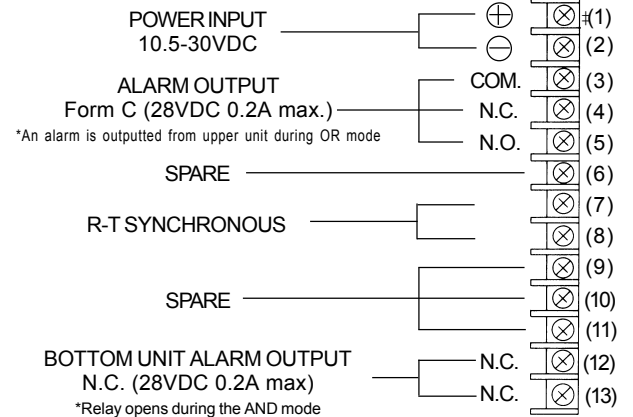 POWER INPUT ⊕ (1)
10.5-30VDC ⊖ (2)
ALARM OUTPUT COM. (3)
Form C (28VDC 0.2A max.) N.C. (4)
*An alarm is outputted from upper unit during OR mode N.O. (5)
SPARE (6)
R-T SYNCHRONOUS (7)
(8)
(9)
SPARE (10)
(11)
BOTTOM UNIT ALARM OUTPUT N.C. (12)
N.C. (28VDC 0.2A max) N.C. (13)
*Relay opens during the AND mode